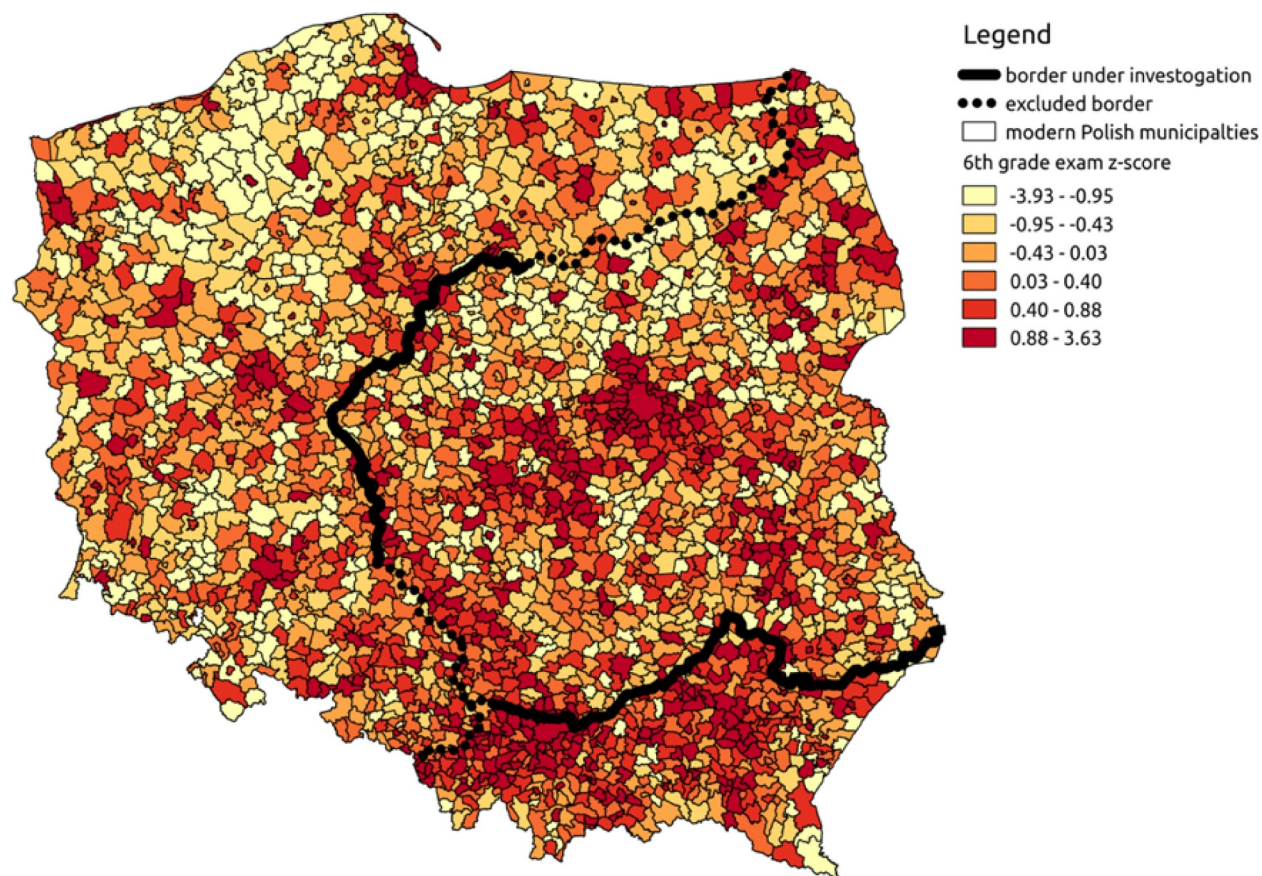 Legend
border under investogation
excluded border
modern Polish municipalties
6th grade exam z-score
-3.93 - -0.95
-0.95 - -0.43
-0.43 - 0.03
0.03 - 0.40
0.40 - 0.88
0.88 - 3.63